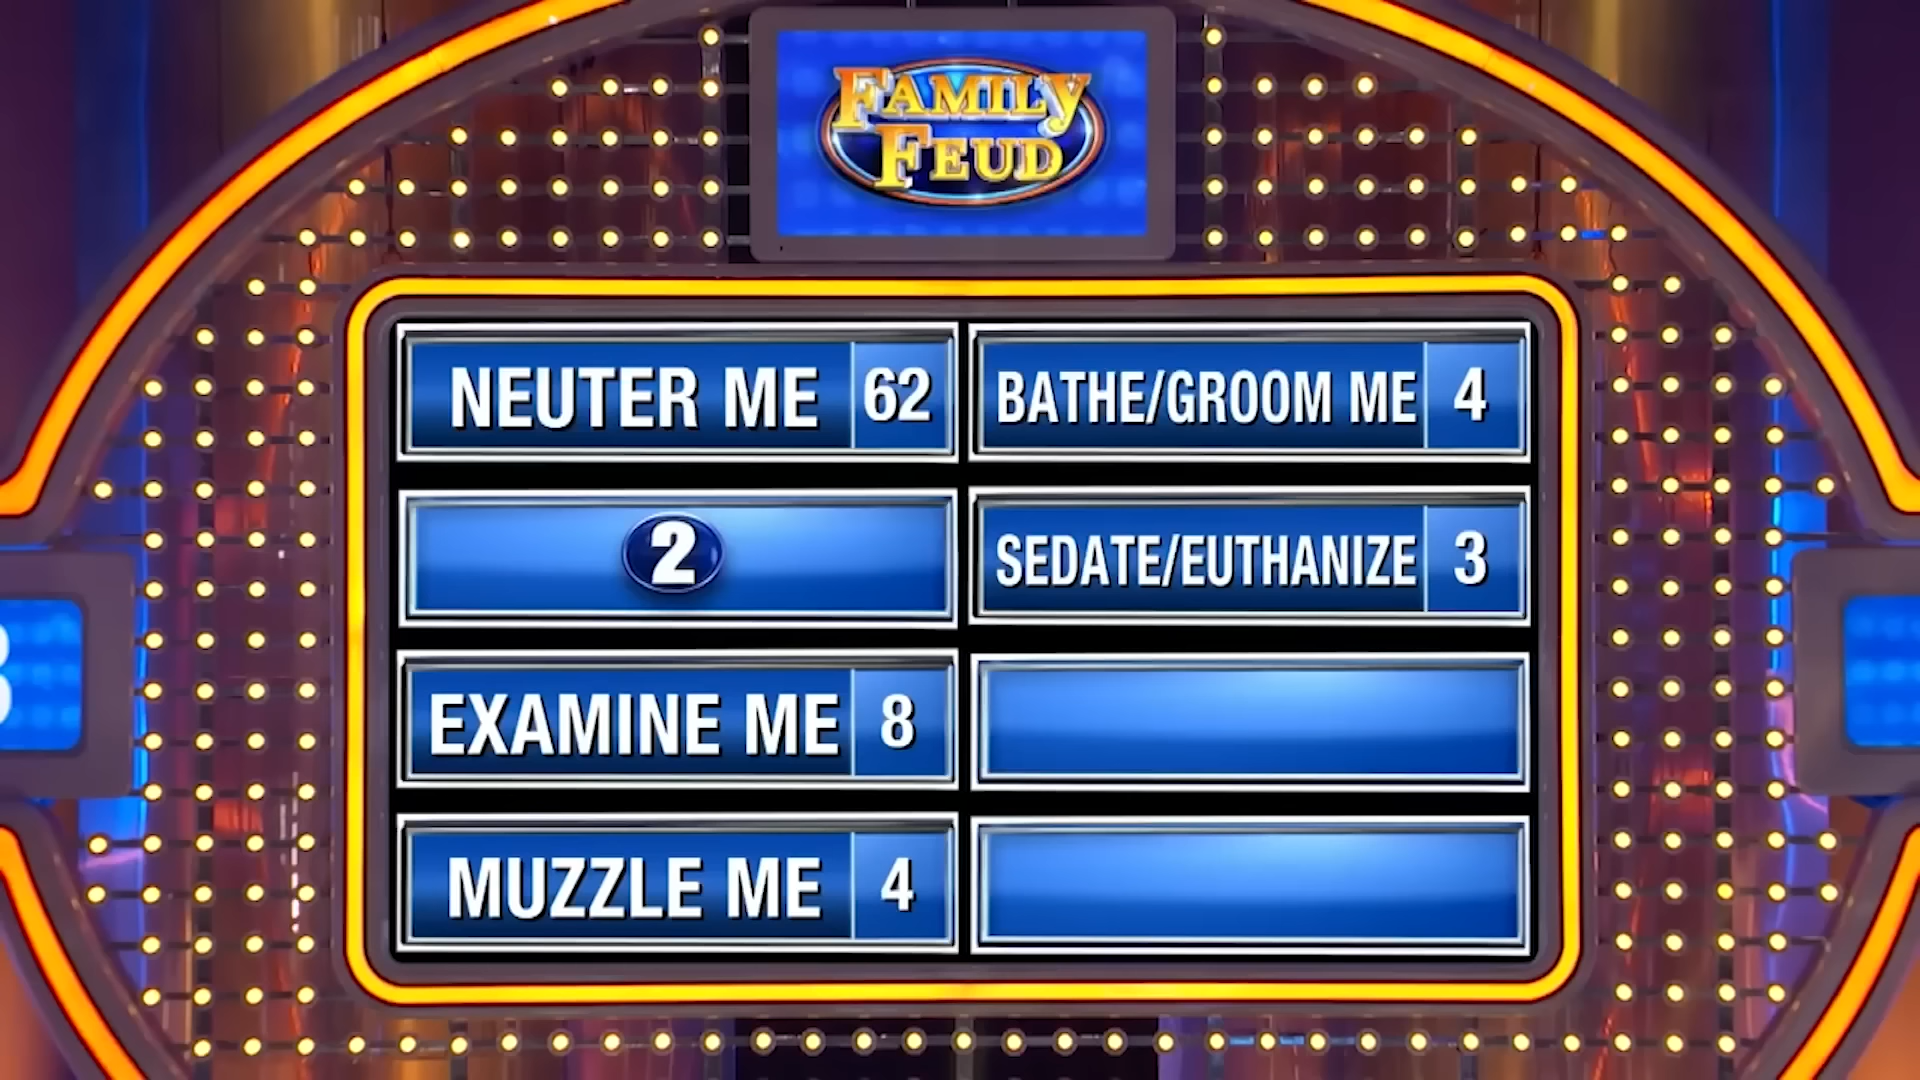 FAMILY
FEUD
NEUTER ME 62
BATHE/GROOM ME 4
2
SEDATE/EUTHANIZE 3
EXAMINE ME 8
MUZZLE ME 4